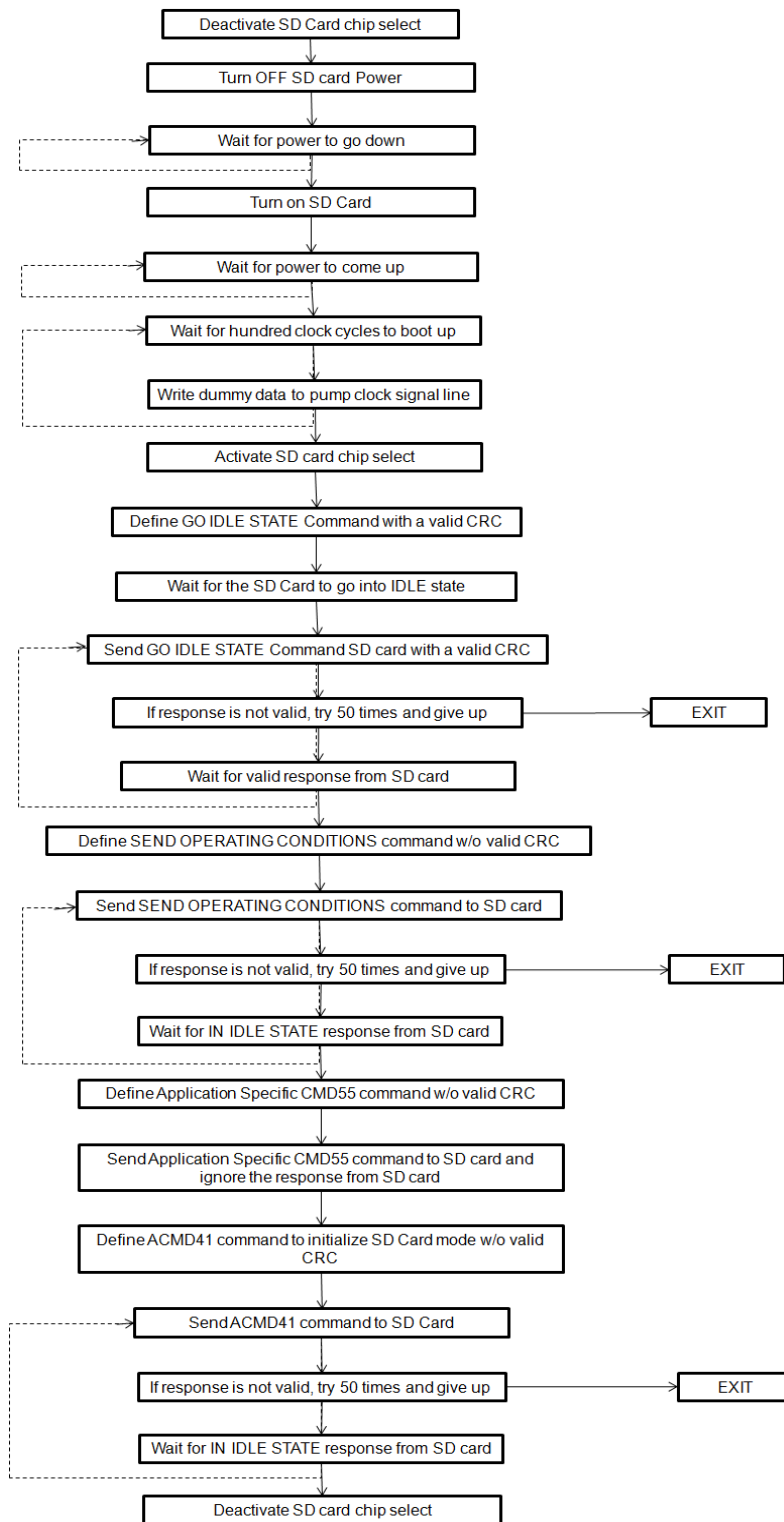 Deactivate SD Card chip select
Turn OFF SD card Power
Wait for power to go down
Turn on SD Card
Wait for power to come up
Wait for hundred clock cycles to boot up
Write dummy data to pump clock signal line
Activate SD card chip select
Define GO IDLE STATE Command with a valid CRC
Wait for the SD Card to go into IDLE state
Send GO IDLE STATE Command SD card with a valid CRC
If response is not valid, try 50 times and give up
EXIT
Wait for valid response from SD card
Define SEND OPERATING CONDITIONS command w/o valid CRC
Send SEND OPERATING CONDITIONS command to SD card
If response is not valid, try 50 times and give up
EXIT
Wait for IN IDLE STATE response from SD card
Define Application Specific CMD55 command w/o valid CRC
Send Application Specific CMD55 command to SD card and
ignore the response from SD card
Define ACMD41 command to initialize SD Card mode w/o valid
CRC
Send ACMD41 command to SD Card
If response is not valid, try 50 times and give up
EXIT
Wait for IN IDLE STATE response from SD card
Deactivate SD card chip select